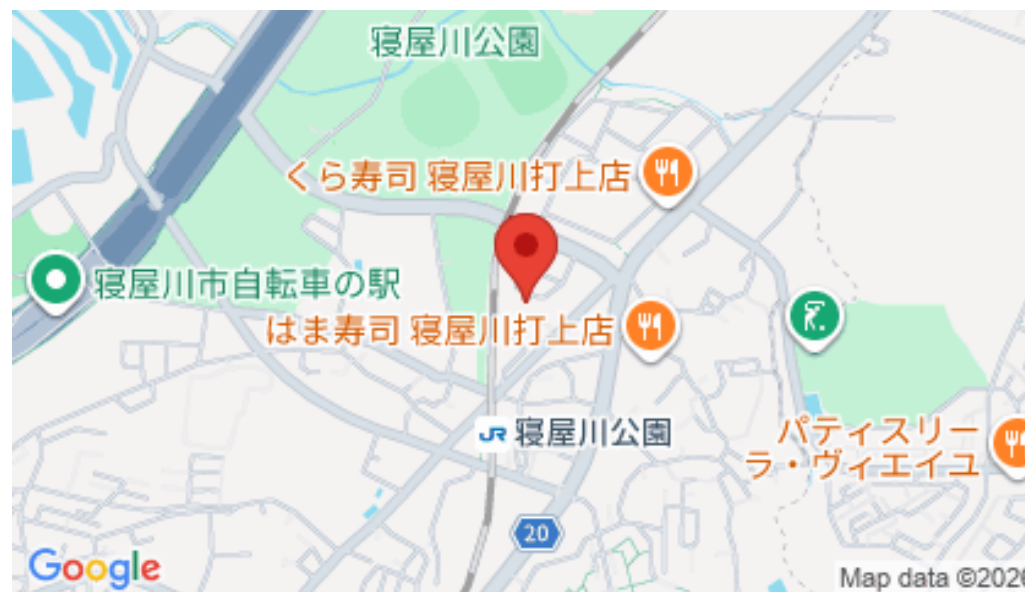 寝屋川公園
くら寿司 寝屋川打上店
寝屋川市自転車の駅
はま寿司 寝屋川打上店
JR 寝屋川公園
パティスリー
ラ・ヴィエイユ
20
Google
Map data ©2026